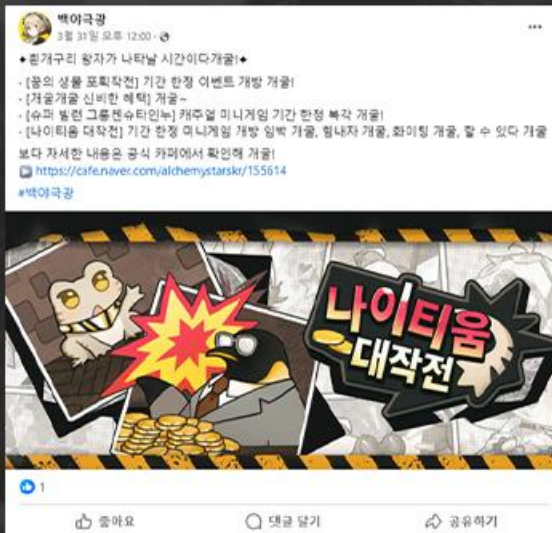 백야극광
3월 31일 오후 12:00
✦흰개구리 왕자가 나타날 시간이다개굴!✦
- [꿈의 생물 포획작전] 기간 한정 이벤트 개방 개굴!
- [개굴개굴 신비한 혜택] 개굴~
- [슈퍼 빌런 그롱켄슈타인누] 캐주얼 미니게임 기간 한정 복각 개굴!
- [나이티움 대작전] 기간 한정 미니게임 개방 임박 개굴, 힘내자 개굴, 화이팅 개굴, 할 수 있다 개굴
보다 자세한 내용은 공식 카페에서 확인해 개굴!
▶ https://cafe.naver.com/alchemystarskr/155614
#백야극광
나이티움
대작전
1
좋아요 댓글 달기 공유하기